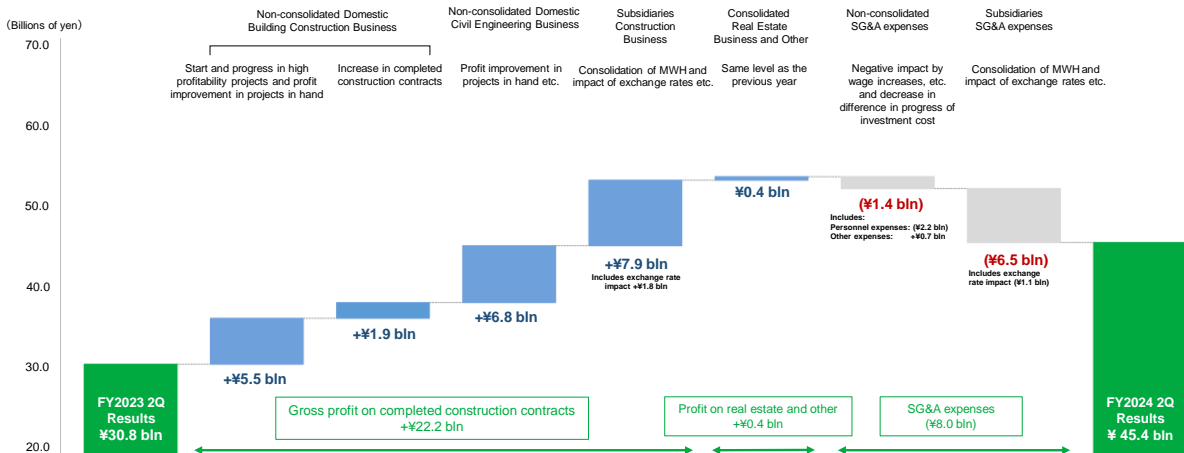 （Billions of yen）
70.0
60.0
50.0
40.0
30.0
20.0
Non-consolidated Domestic
Building Construction Business
Start and progress in high
profitability projects and profit
improvement in projects in hand
Increase in completed
construction contracts
Non-consolidated Domestic
Civil Engineering Business
Profit improvement in
projects in hand etc.
Subsidiaries
Construction
Business
Consolidation of MWH and
impact of exchange rates etc.
Consolidated
Real Estate
Business and Other
Same level as the
previous year
Non-consolidated
SG&A expenses
Negative impact by
wage increases, etc.
and decrease in
difference in progress of
investment cost
Subsidiaries
SG&A expenses
Consolidation of MWH and
impact of exchange rates etc.
FY2023 2Q
Results
¥30.8 bln
+¥5.5 bln
+¥1.9 bln
+¥6.8 bln
+¥7.9 bln
Includes exchange rate
impact +¥1.8 bln
¥0.4 bln
(¥1.4 bln)
Includes:
Personnel expenses: (¥2.2 bln)
Other expenses: +¥0.7 bln
(¥6.5 bln)
Includes exchange
rate impact (¥1.1 bln)
FY2024 2Q
Results
¥ 45.4 bln
Gross profit on completed construction contracts
+¥22.2 bln
Profit on real estate and other
+¥0.4 bln
SG&A expenses
(¥8.0 bln)